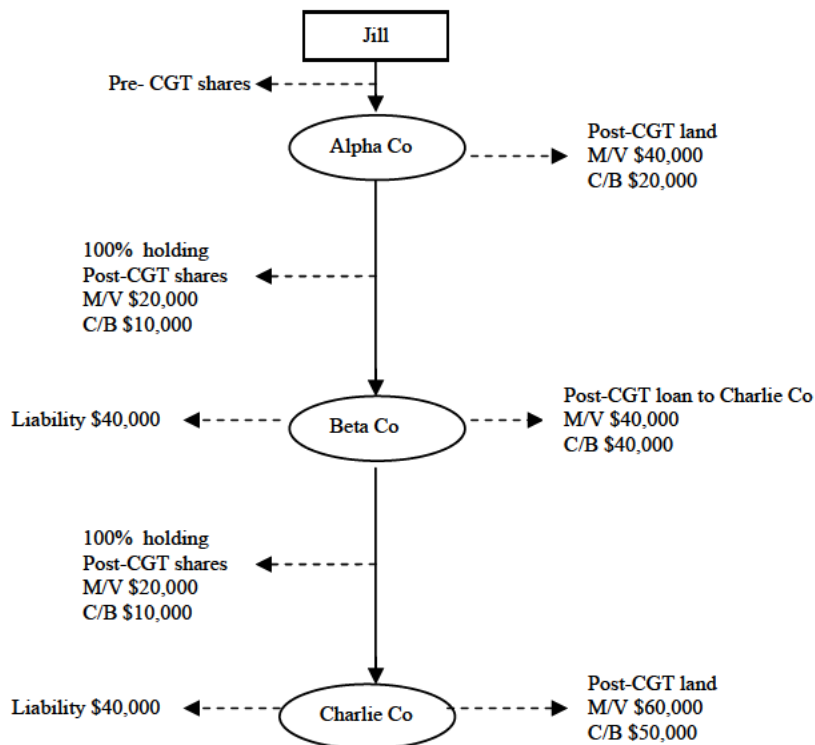 Jill
Pre- CGT shares
Alpha Co
Post-CGT land
M/V $40,000
C/B $20,000
100% holding
Post-CGT shares
M/V $20,000
C/B $10,000
Liability $40,000
Beta Co
Post-CGT loan to Charlie Co
M/V $40,000
C/B $40,000
100% holding
Post-CGT shares
M/V $20,000
C/B $10,000
Liability $40,000
Charlie Co
Post-CGT land
M/V $60,000
C/B $50,000